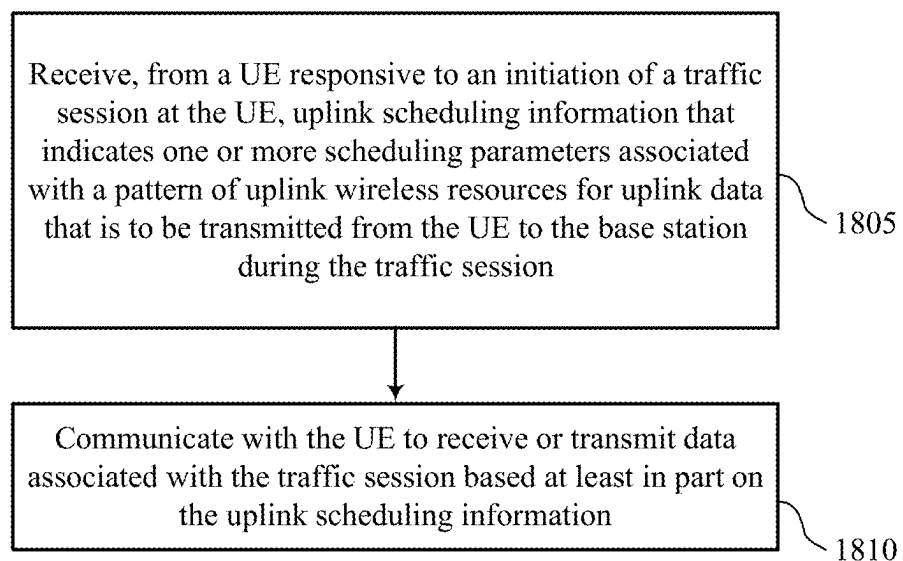 Receive, from a UE responsive to an initiation of a traffic
session at the UE, uplink scheduling information that
indicates one or more scheduling parameters associated
with a pattern of uplink wireless resources for uplink data
that is to be transmitted from the UE to the base station
during the traffic session
1805
Communicate with the UE to receive or transmit data
associated with the traffic session based at least in part on
the uplink scheduling information
1810